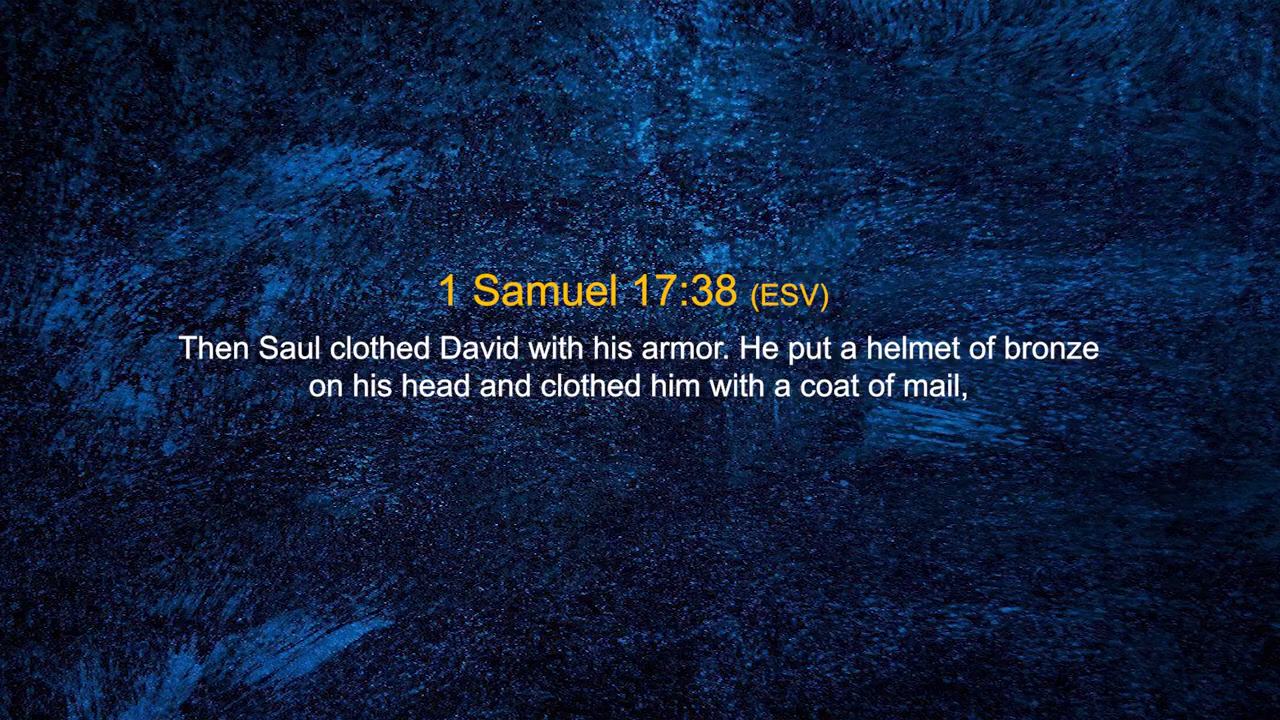 1 Samuel 17:38 (ESV)
Then Saul clothed David with his armor. He put a helmet of bronze
on his head and clothed him with a coat of mail,